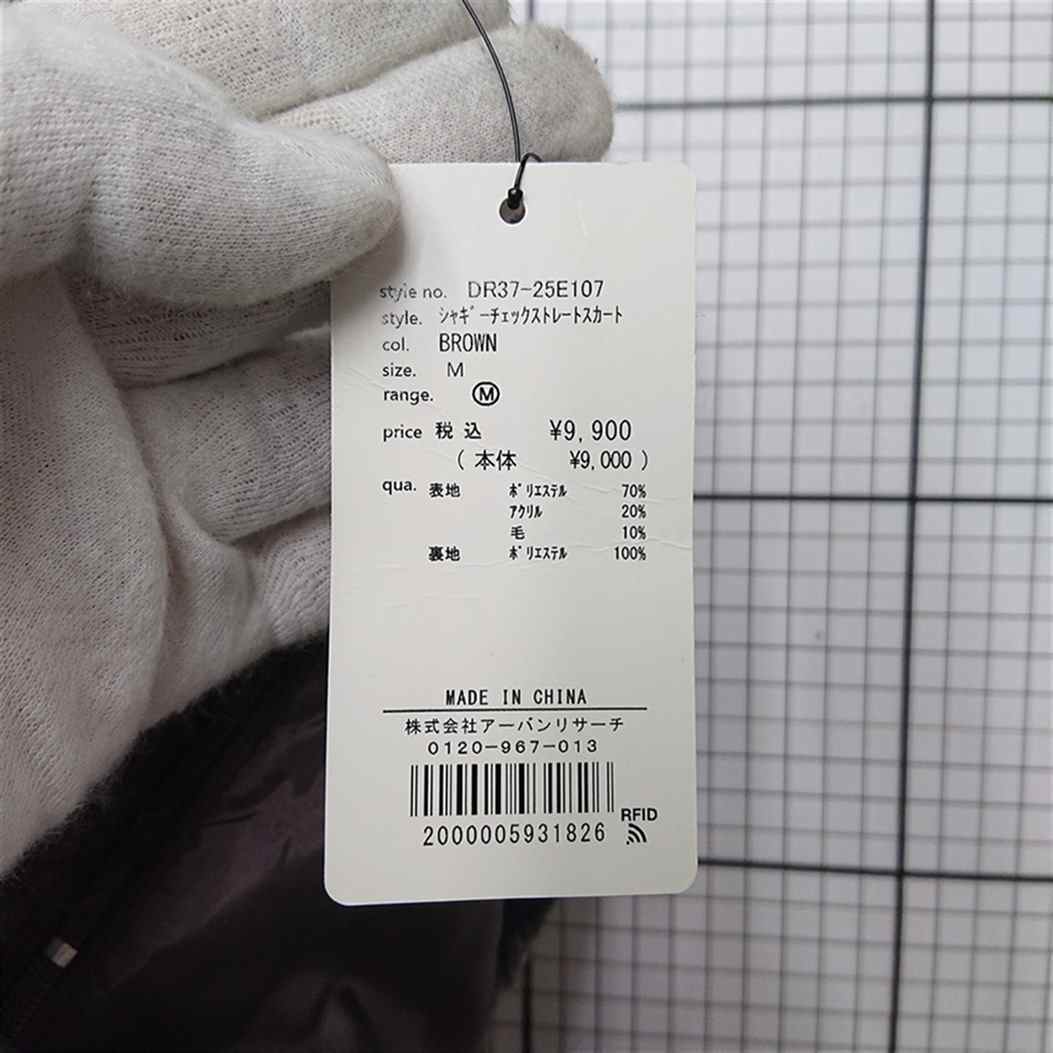 style no. DR37-25E107
style. ｼｬｷﾞｰﾁｪｯｸｽﾄﾚｰﾄｽｶｰﾄ
col. BROWN
size. M
range. Ⓜ
price 税込 ¥9,900
(本体 ¥9,000)
qua. 表地 ﾎﾟﾘｴｽﾃﾙ 70%
ｱｸﾘﾙ 20%
毛 10%
裏地 ﾎﾟﾘｴｽﾃﾙ 100%
MADE IN CHINA
株式会社アーバンリサーチ
0120-967-013
RFID
2000005931826